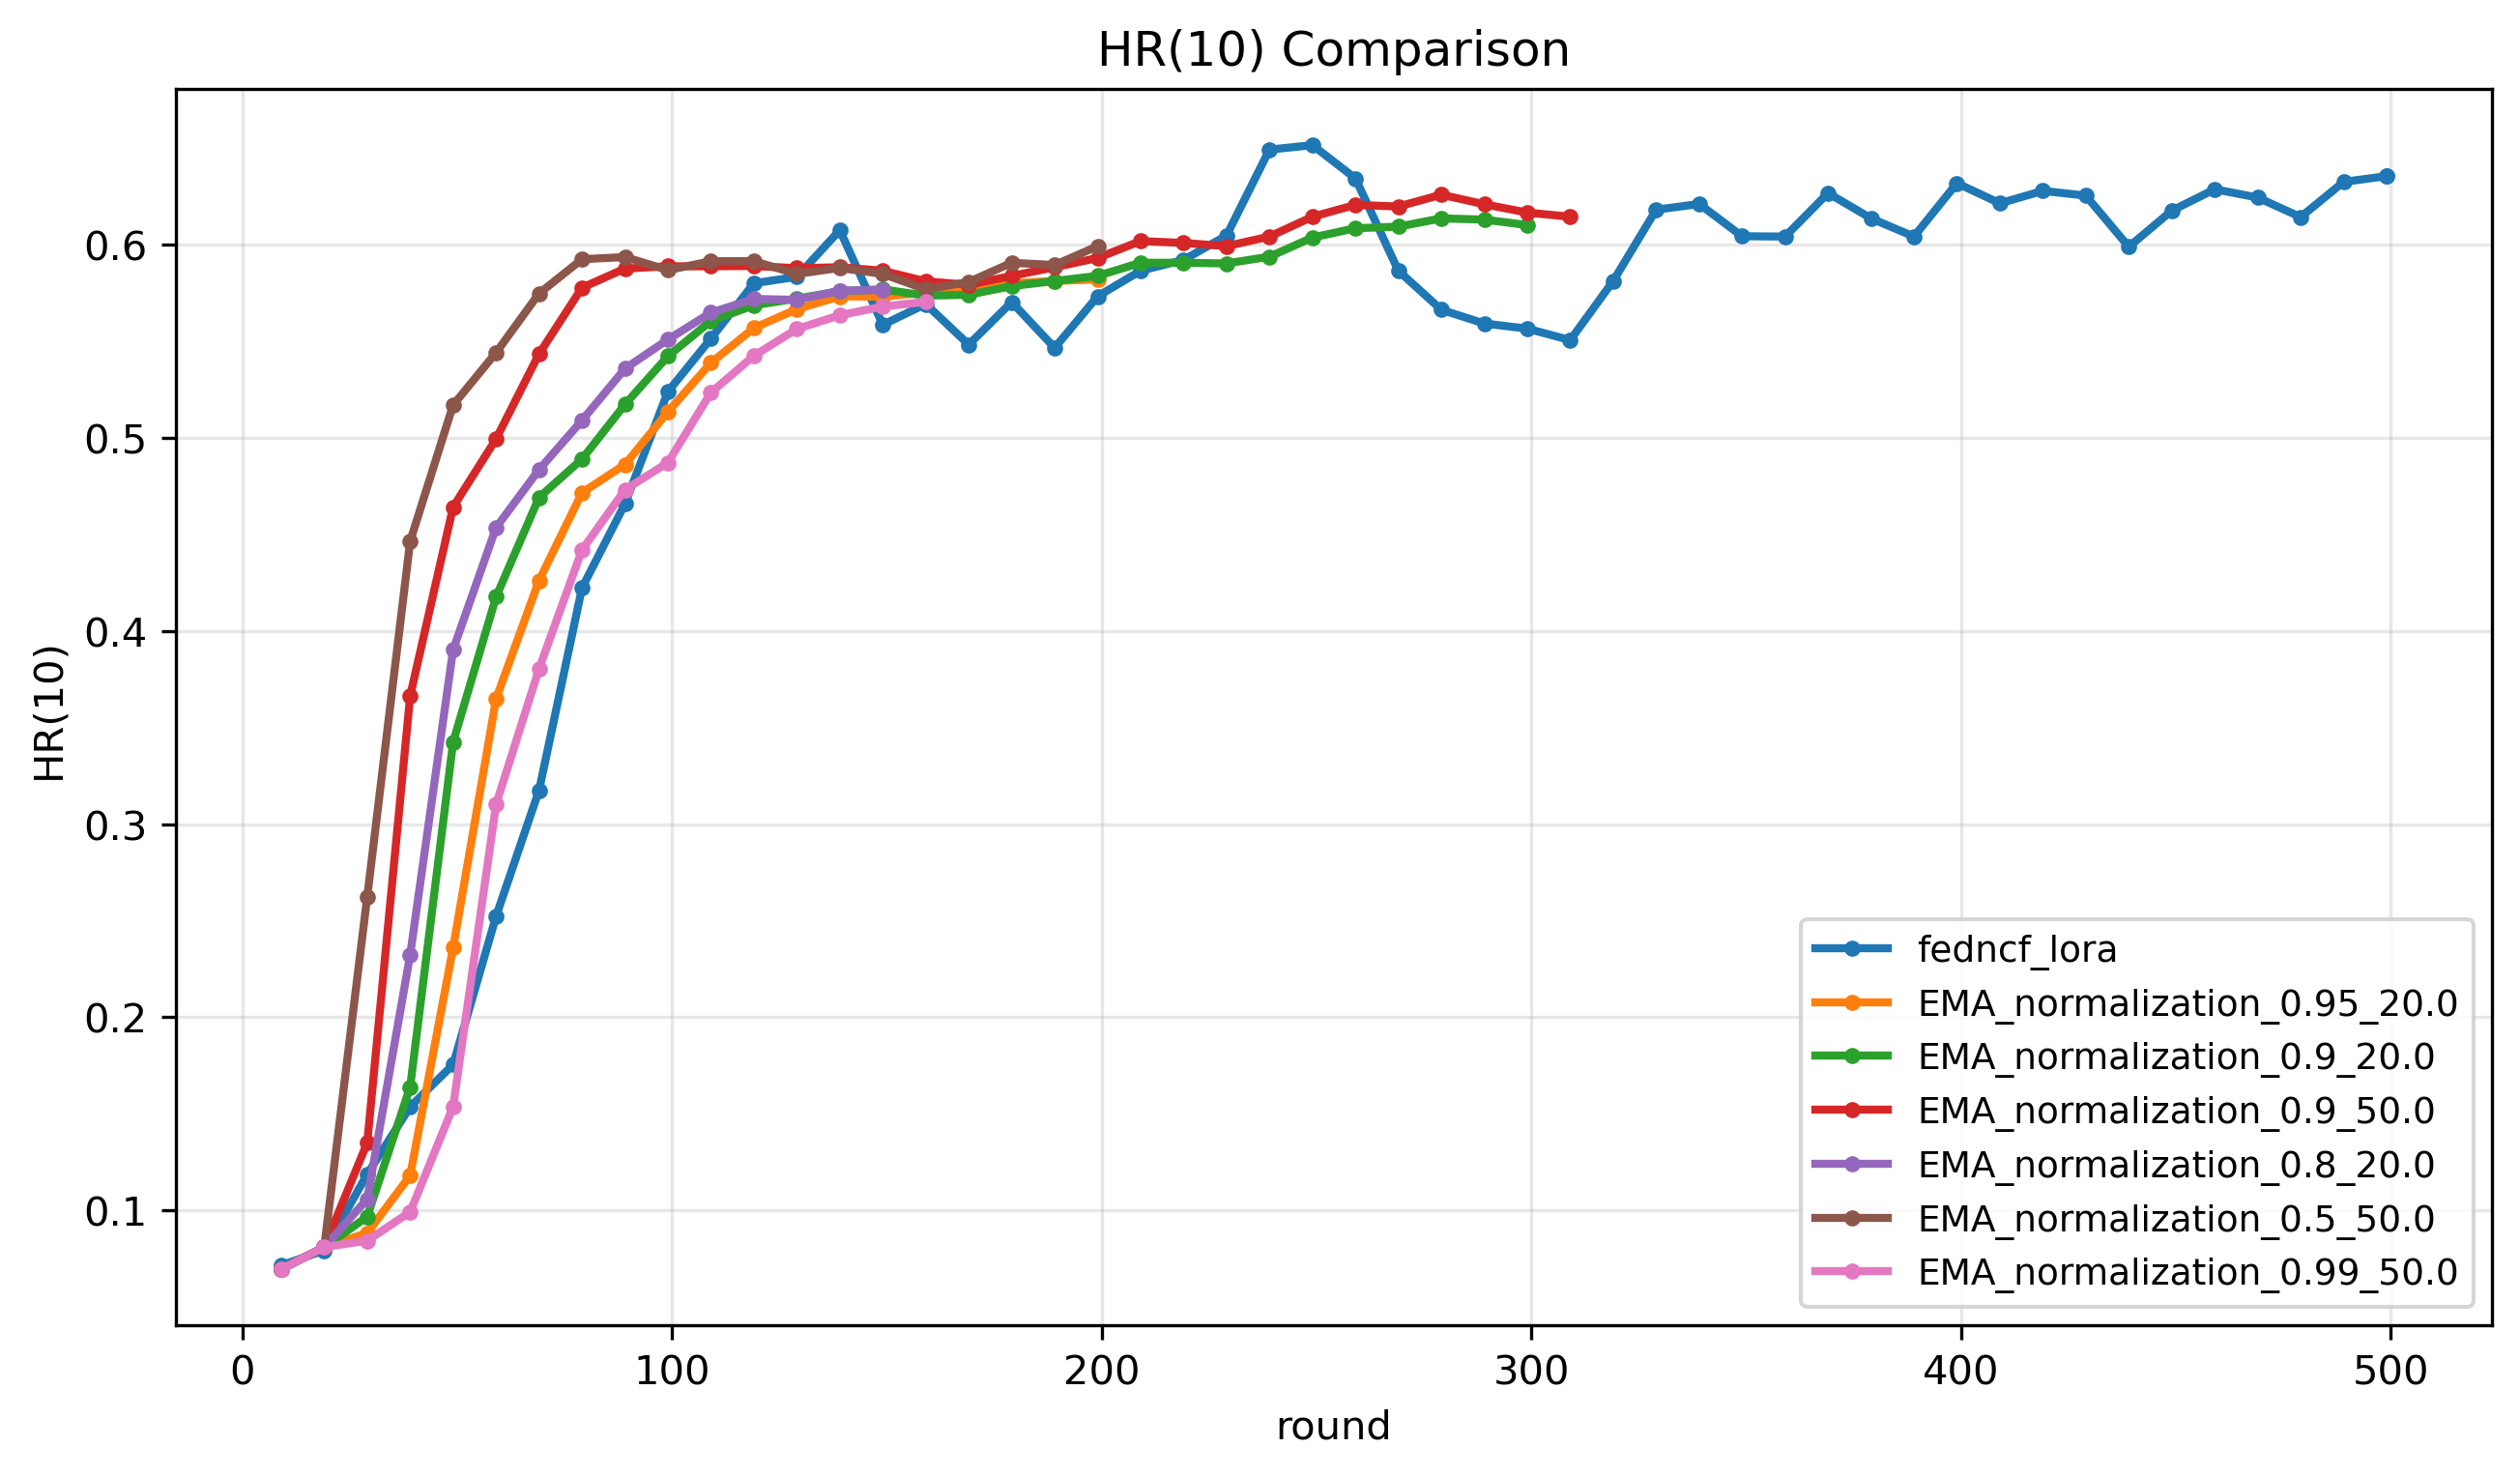 HR(10) Comparison
HR(10)
0.6
0.5
0.4
0.3
0.2
0.1
0
100
200
300
400
500
round
fedncf_lora
EMA_normalization_0.95_20.0
EMA_normalization_0.9_20.0
EMA_normalization_0.9_50.0
EMA_normalization_0.8_20.0
EMA_normalization_0.5_50.0
EMA_normalization_0.99_50.0